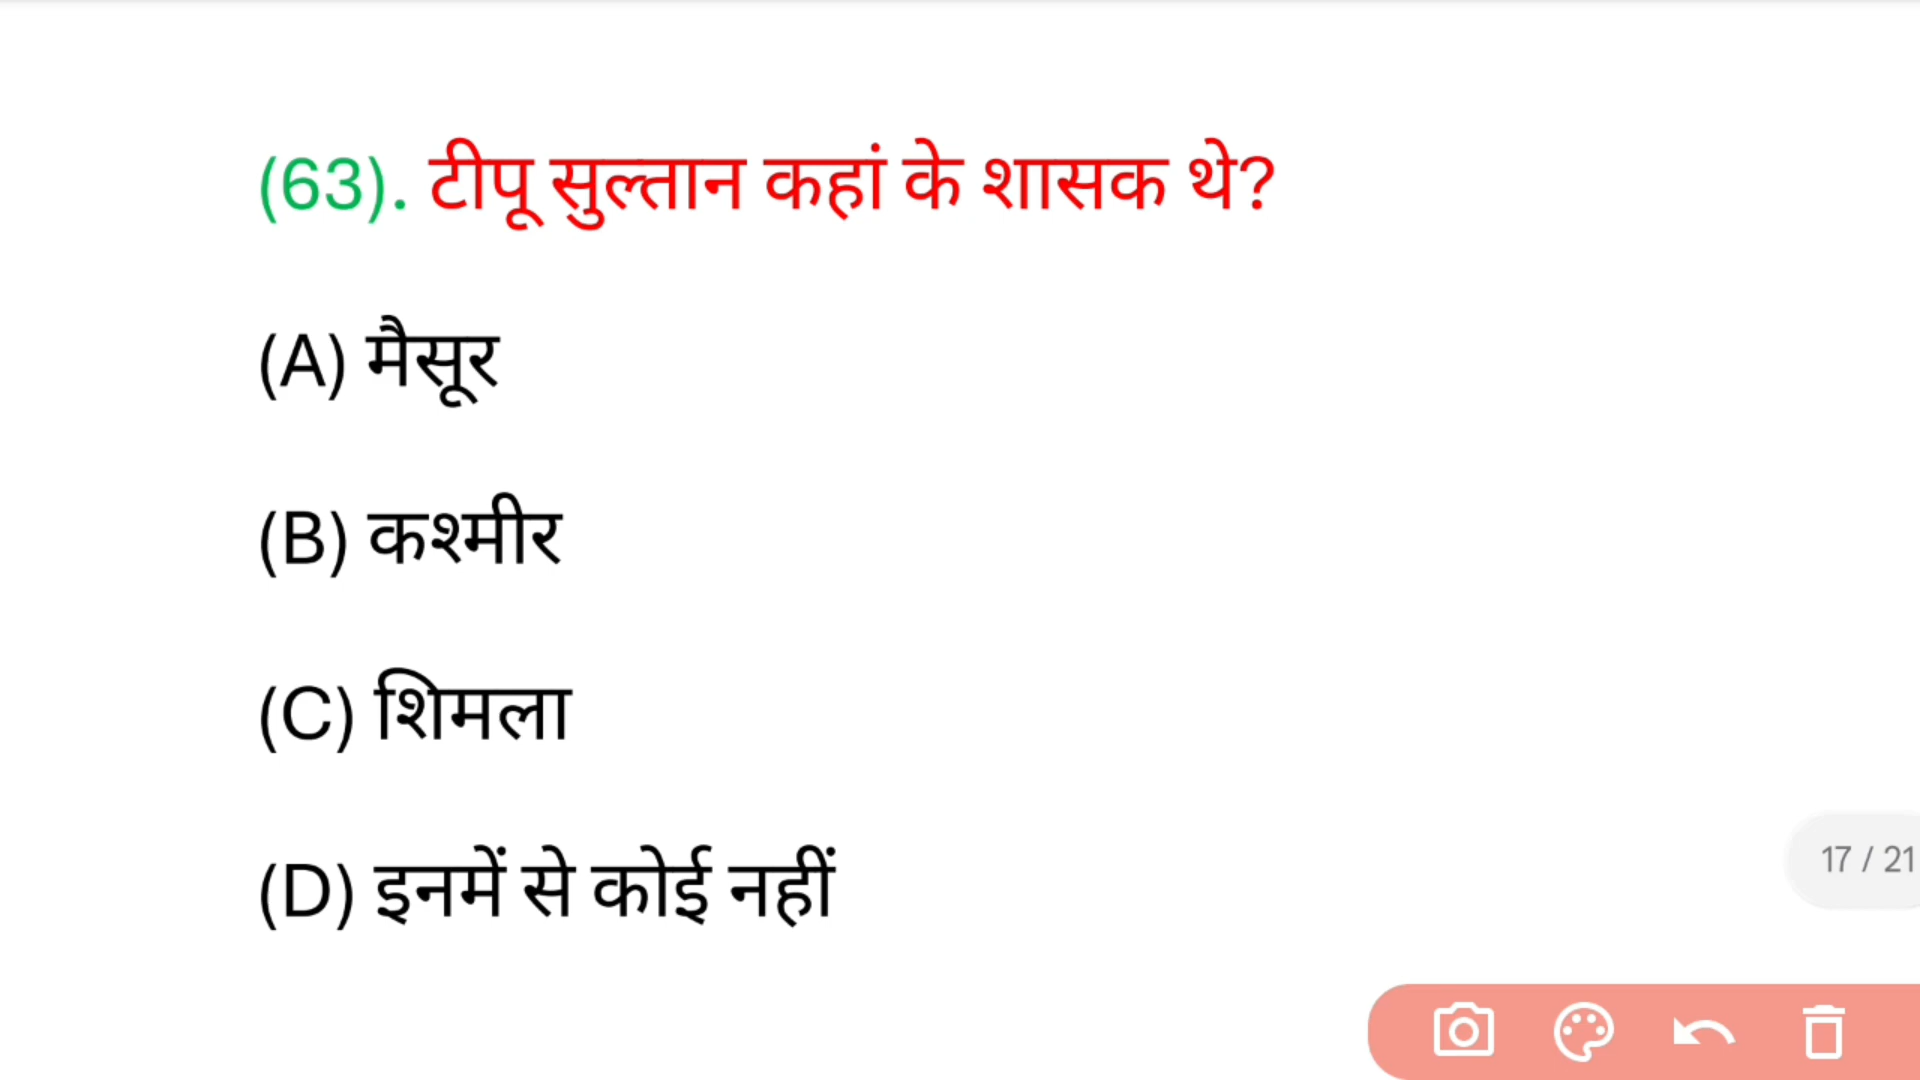 (63). टीपू सुल्तान कहां के शासक थे?
(A) मैसूर
(B) कश्मीर
(C) शिमला
(D) इनमें से कोई नहीं
17 / 21